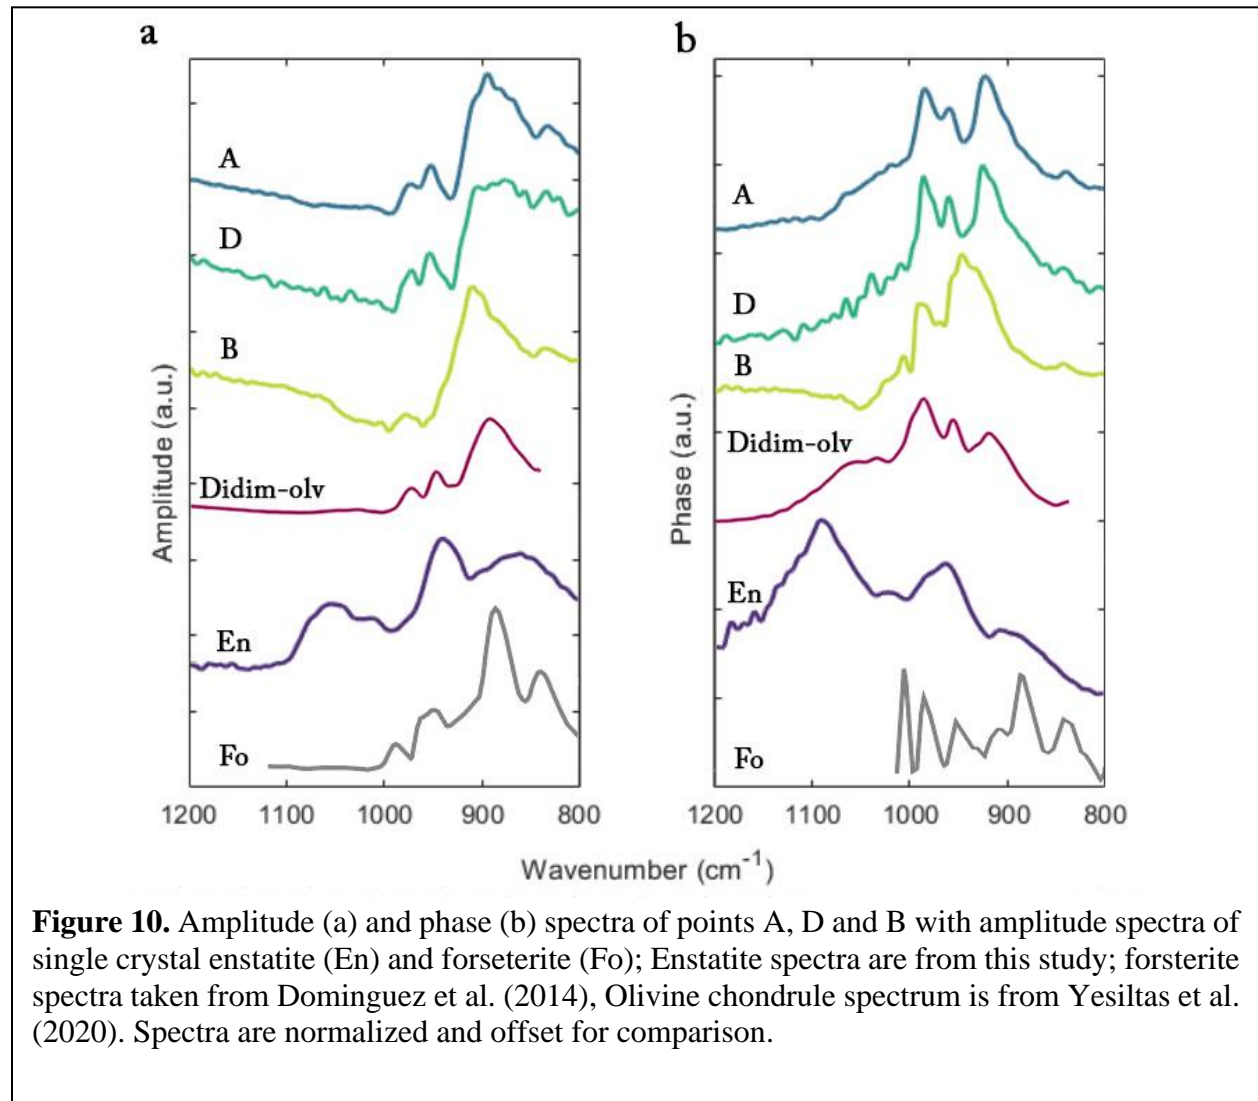 a
b
A
D
B
Didim-olv
En
Fo
Amplitude (a.u.)
1200 1100 1000 900 800
A
D
B
Didim-olv
En
Fo
Phase (a.u.)
1200 1100 1000 900 800
Wavenumber (cm-1)
Figure 10. Amplitude (a) and phase (b) spectra of points A, D and B with amplitude spectra of
single crystal enstatite (En) and forseterite (Fo); Enstatite spectra are from this study; forsterite
spectra taken from Dominguez et al. (2014), Olivine chondrule spectrum is from Yesiltas et al.
(2020). Spectra are normalized and offset for comparison.